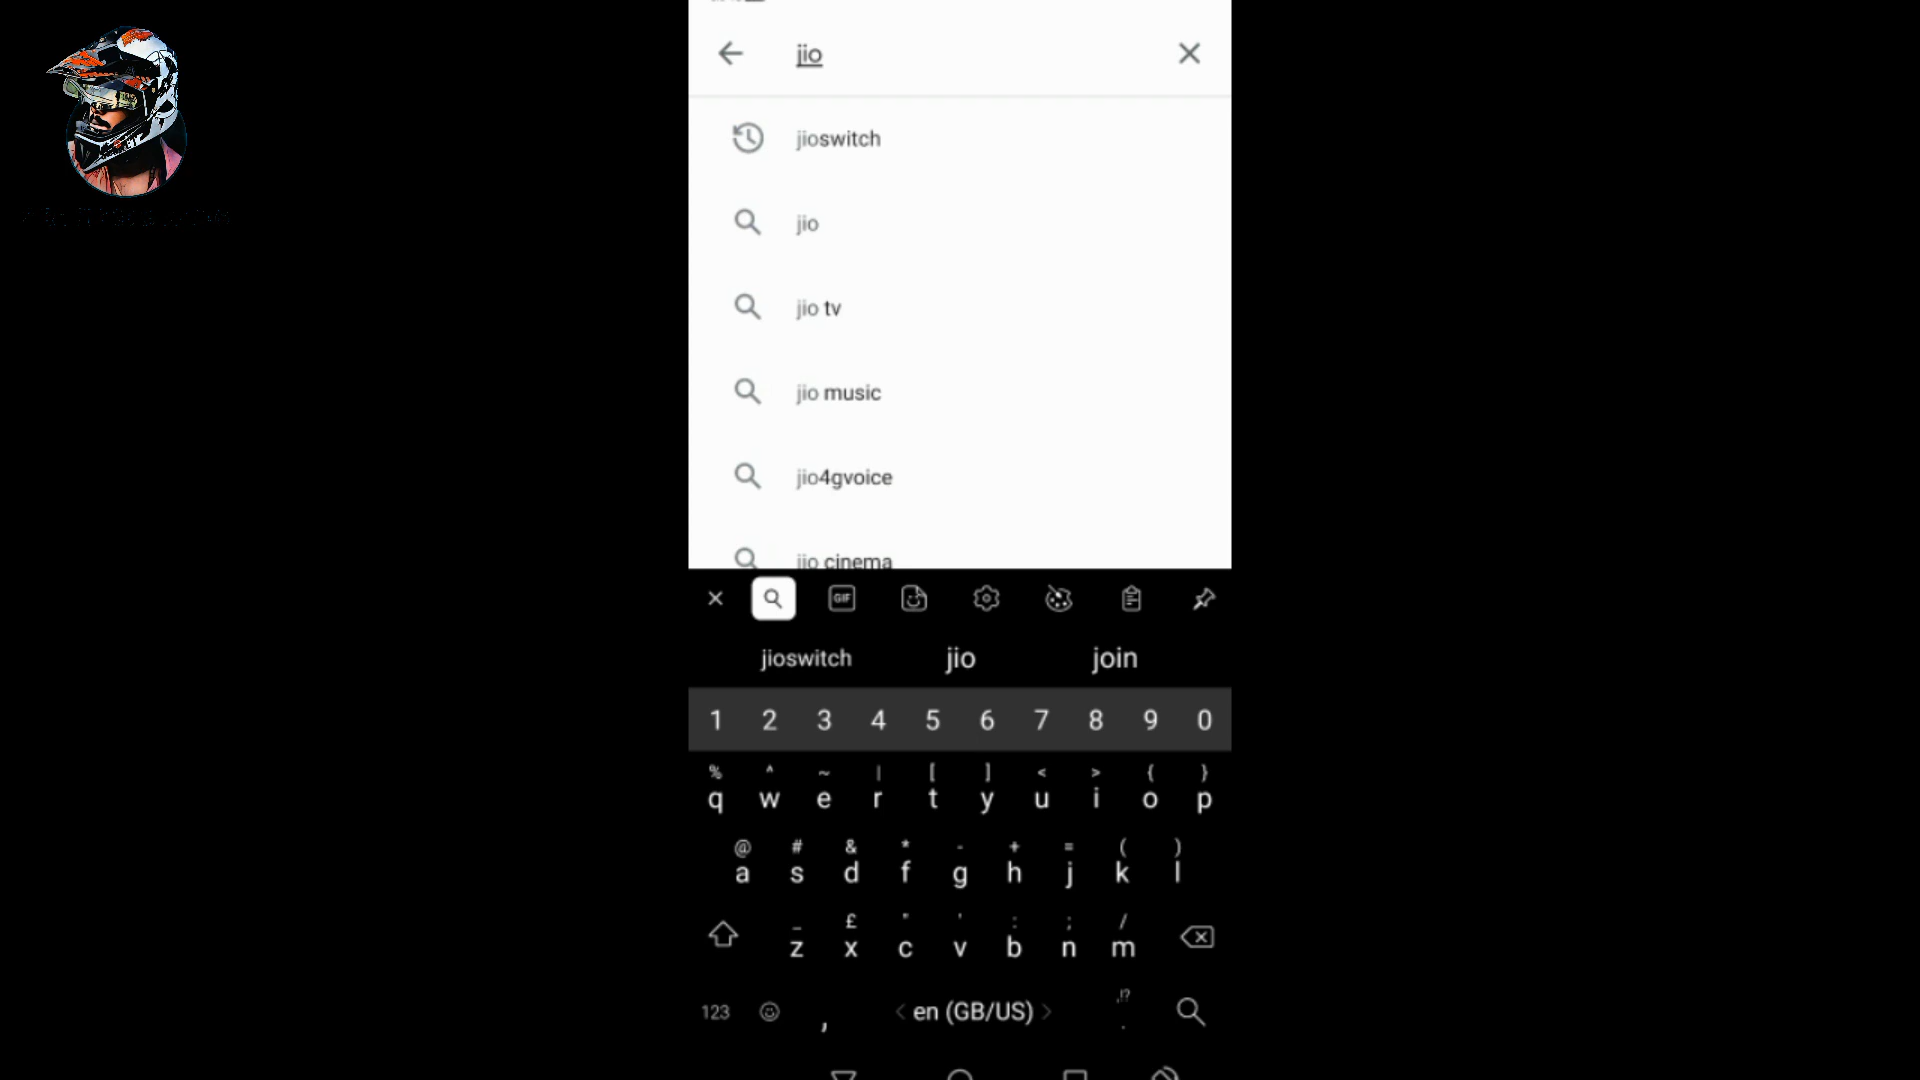 jio
jioswitch
jio
jio tv
jio music
jio4gvoice
jio cinema
GIF
jioswitch jio join
1 2 3 4 5 6 7 8 9 0
% ^ ~ | [ ] < > { }
q w e r t y u i o p
@ # & * - + = ( )
a s d f g h j k l
_ £ " ' : ; /
z x c v b n m
,!?
123 , < en (GB/US) > .